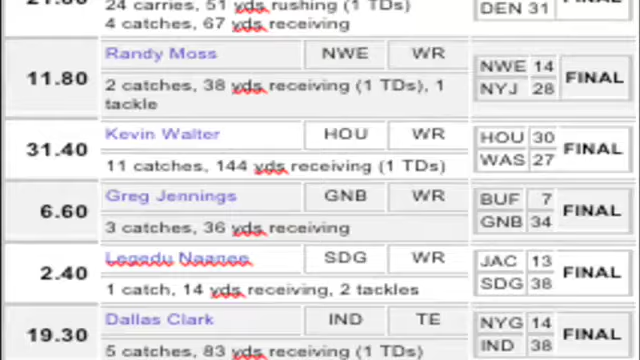 24 carries, 51 yds rushing (1 TDs)
4 catches, 67 yds receiving
DEN 31
11.80
Randy Moss NWE WR
2 catches, 38 yds receiving (1 TDs), 1
tackle
NWE 14
NYJ 28
FINAL
31.40
Kevin Walter HOU WR
11 catches, 144 yds receiving (1 TDs)
HOU 30
WAS 27
FINAL
6.60
Greg Jennings GNB WR
3 catches, 36 yds receiving
BUF 7
GNB 34
FINAL
2.40
Legedu Naanee SDG WR
1 catch, 14 yds receiving, 2 tackles
JAC 13
SDG 38
FINAL
19.30
Dallas Clark IND TE
5 catches, 83 yds receiving (1 TDs)
NYG 14
IND 38
FINAL